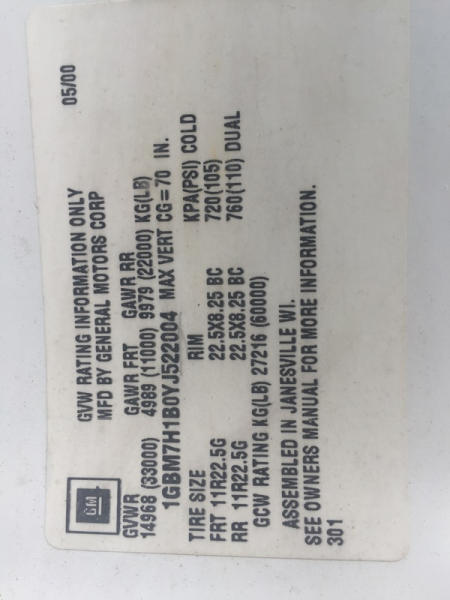 GM
GVW RATING INFORMATION ONLY 05/00
MFD BY GENERAL MOTORS CORP
GVWR GAWR FRT GAWR RR
14968 (33000) 4989 (11000) 9979 (22000) KG(LB)
1GBM7H1B0YJ522004 MAX VERT CG=70 IN.
TIRE SIZE RIM KPA(PSI) COLD
FRT 11R22.5G 22.5X8.25 BC 720(105)
RR 11R22.5G 22.5X8.25 BC 760(110) DUAL
GCW RATING KG(LB) 27216 (60000)
ASSEMBLED IN JANESVILLE WI.
SEE OWNERS MANUAL FOR MORE INFORMATION.
301